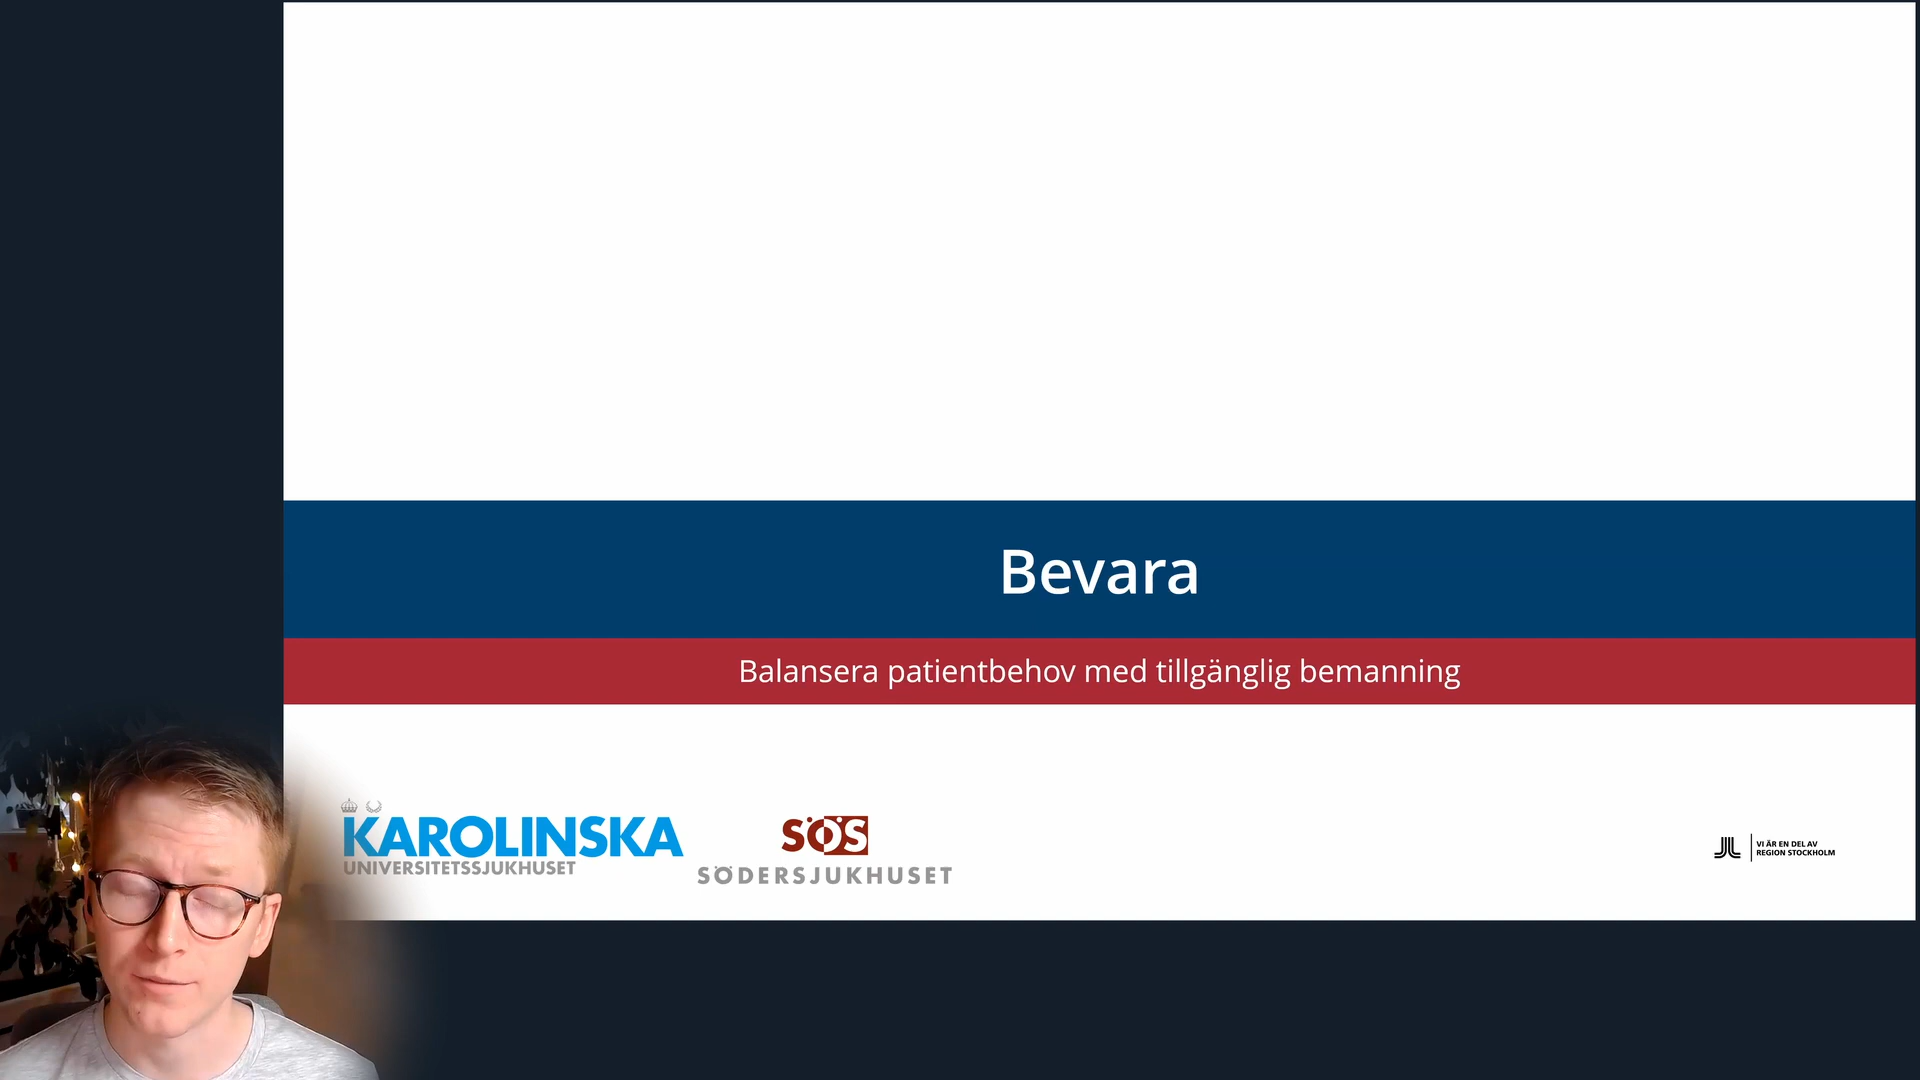 Bevara
Balansera patientbehov med tillgänglig bemanning
KAROLINSKA
UNIVERSITETSSJUKHUSET
SÖS
SÖDERSJUKHUSET
VI ÄR EN DEL AV
REGION STOCKHOLM